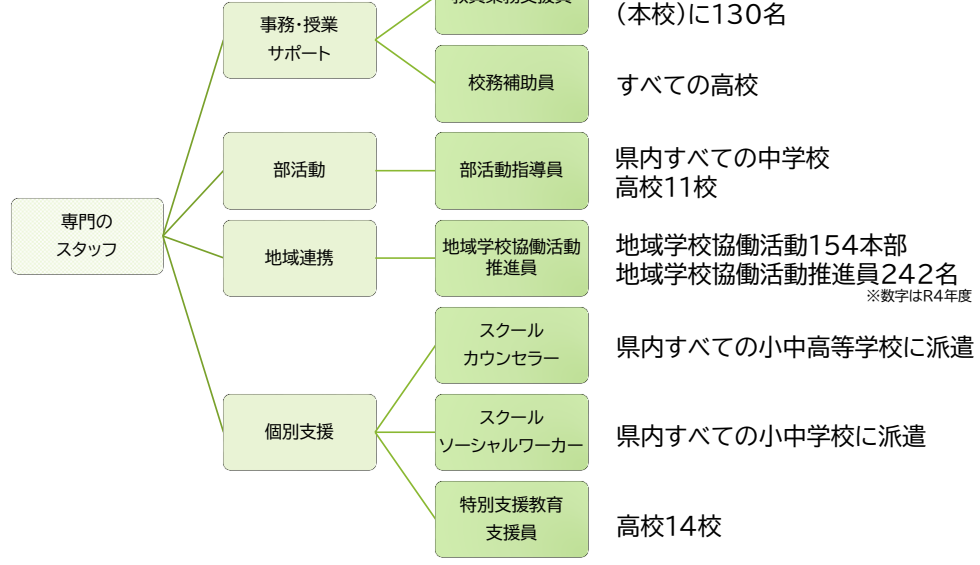 (本校)に130名
事務・授業
サポート
校務補助員
すべての高校
部活動
部活動指導員
県内すべての中学校
高校11校
専門の
スタッフ
地域連携
地域学校協働活動
推進員
地域学校協働活動154本部
地域学校協働活動推進員242名
※数字はR4年度
個別支援
スクール
カウンセラー
県内すべての小中高等学校に派遣
スクール
ソーシャルワーカー
県内すべての小中学校に派遣
特別支援教育
支援員
高校14校